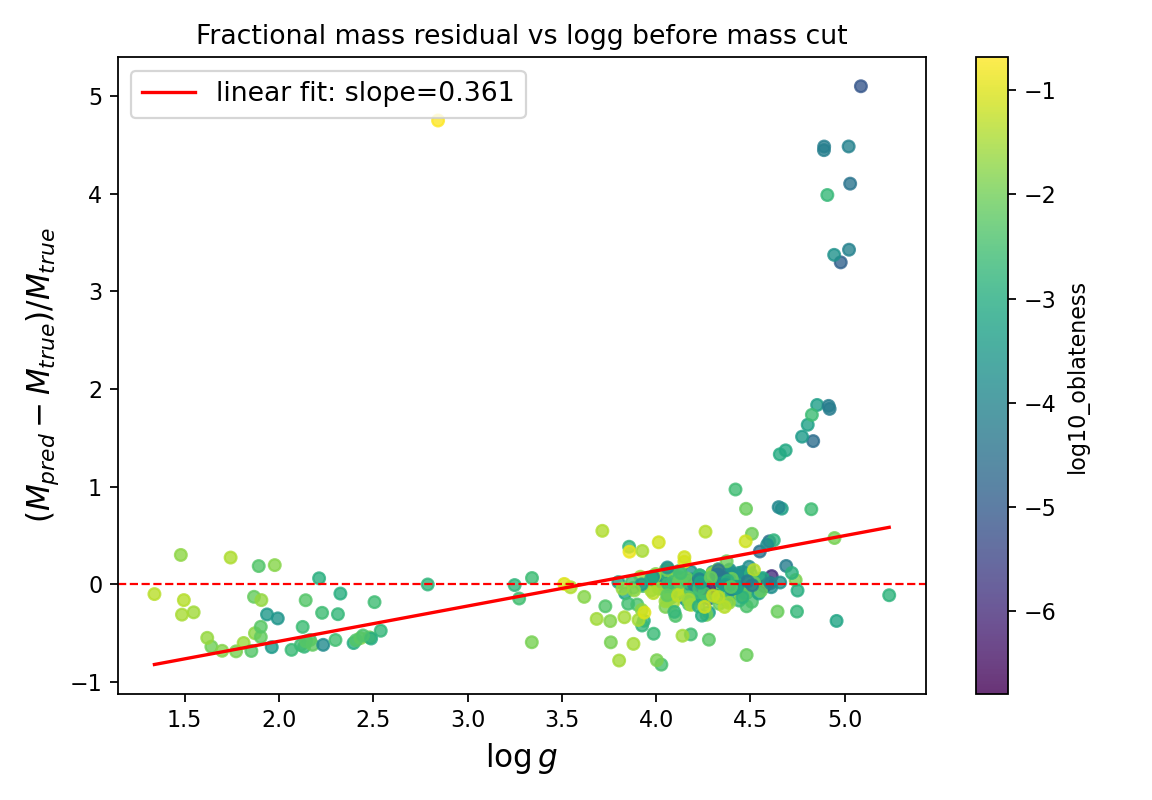 Fractional mass residual vs logg before mass cut
linear fit: slope=0.361
(M_pred − M_true)/M_true
5
4
3
2
1
0
−1
1.5 2.0 2.5 3.0 3.5 4.0 4.5 5.0
log g
−1
−2
−3
−4
−5
−6
log10_oblateness